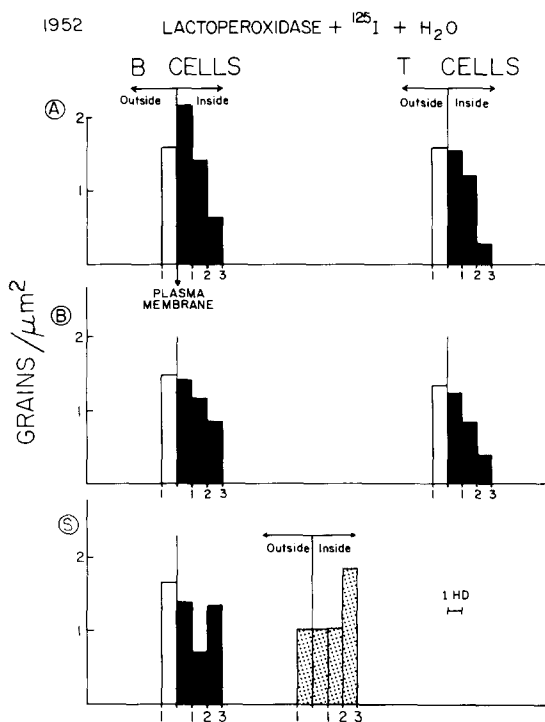 1952 LACTOPEROXIDASE + ¹²⁵I + H₂O
B CELLS T CELLS
Outside Inside Outside Inside
A
2
1
1 1 2 3 1 1 2 3
PLASMA
MEMBRANE
B
2
1
1 1 2 3 1 1 2 3
GRAINS/μm²
S
Outside Inside
2
1
1 HD
1 1 2 3 1 1 2 3